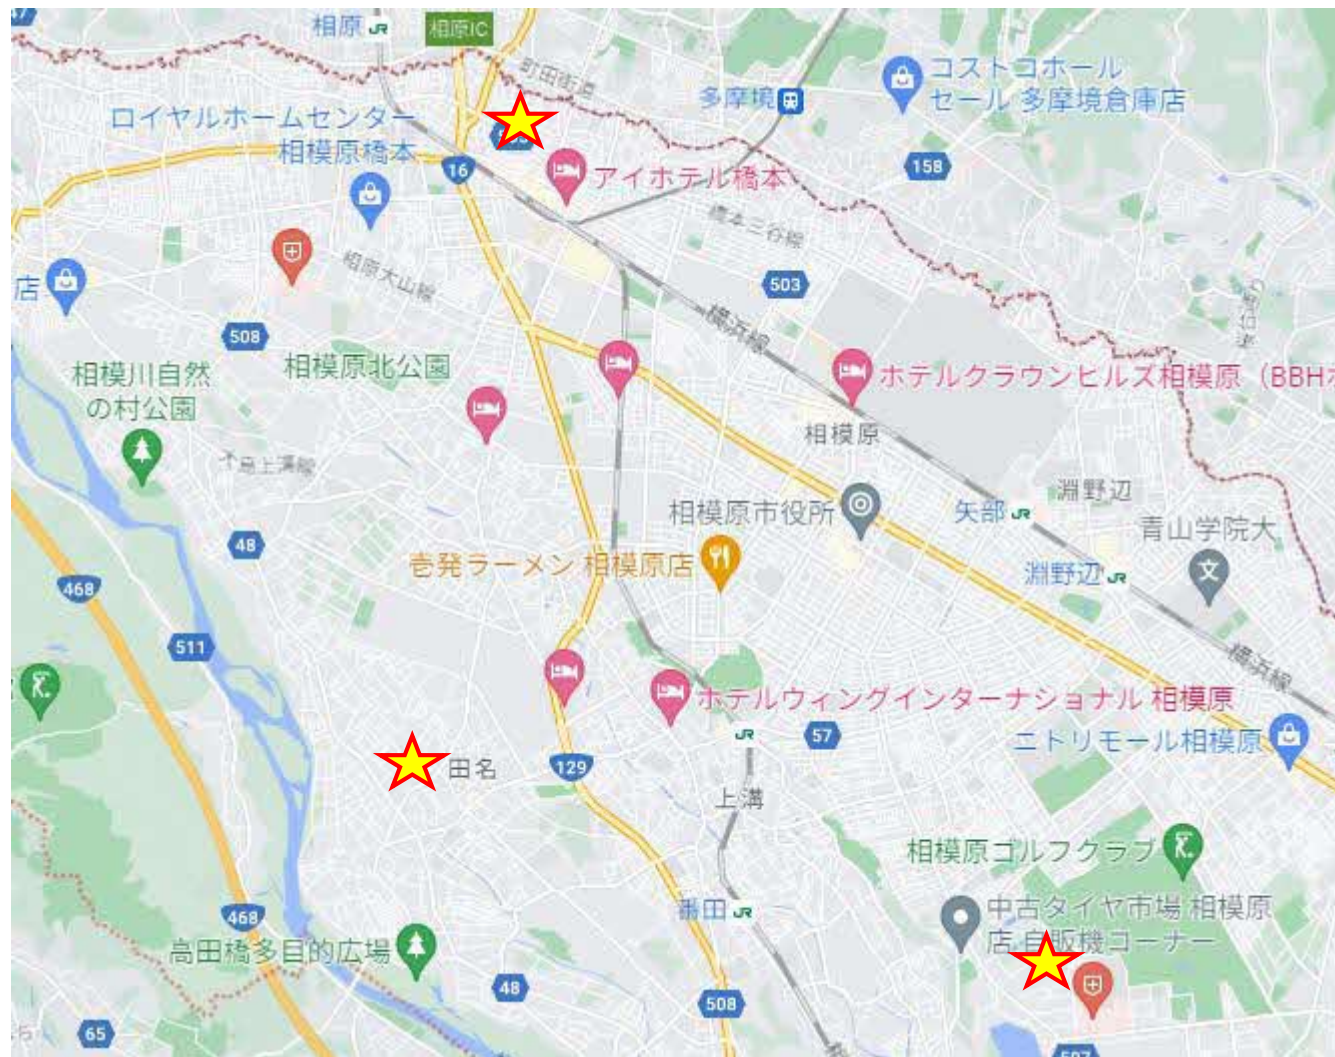 相原 JR
相原IC
町田街道
多摩境
コストコホール
セール 多摩境倉庫店
ロイヤルホームセンター
相模原橋本
16
アイホテル橋本
158
橋本三谷線
相原大山線
503
店
508
横浜線
相模川自然
の村公園
相模原北公園
ホテルクラウンヒルズ相模原（BBHホ
相模原
淵野辺
相模原市役所
矢部 JR
青山学院大
48
壱発ラーメン 相模原店
淵野辺 JR
468
511
横浜線
ホテルウィングインターナショナル 相模原
JR
57
ニトリモール相模原
田名
129
上溝
相模原ゴルフクラブ
468
番田 JR
中古タイヤ市場 相模原
店 自販機コーナー
高田橋多目的広場
48
508
65